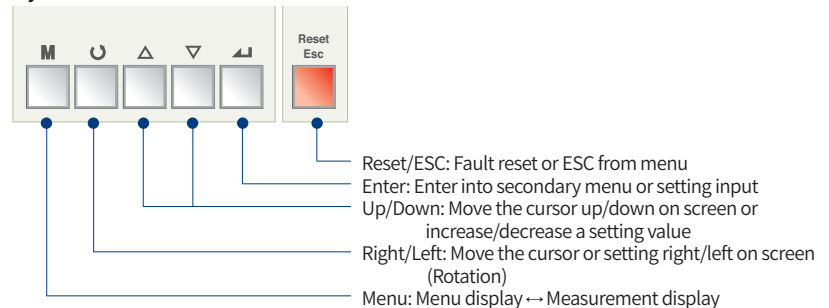 M
Reset
Esc
Reset/ESC: Fault reset or ESC from menu
Enter: Enter into secondary menu or setting input
Up/Down: Move the cursor up/down on screen or
increase/decrease a setting value
Right/Left: Move the cursor or setting right/left on screen
(Rotation)
Menu: Menu display ↔ Measurement display